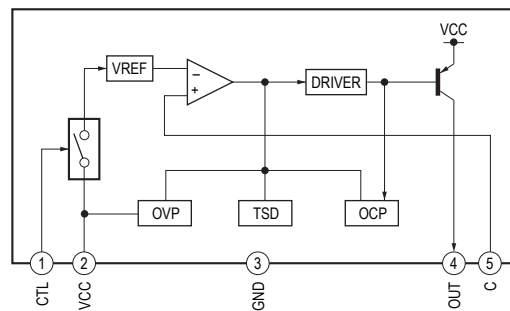 VCC
VREF
−
+
DRIVER
OVP
TSD
OCP
1
2
3
4
5
CTL
VCC
GND
OUT
C